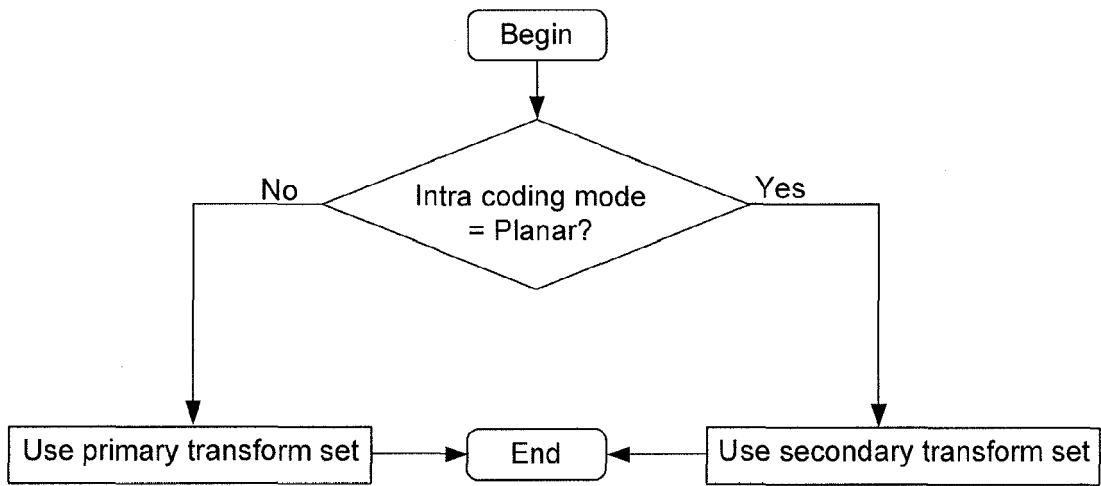 Begin
No
Yes
Intra coding mode
= Planar?
Use primary transform set
End
Use secondary transform set